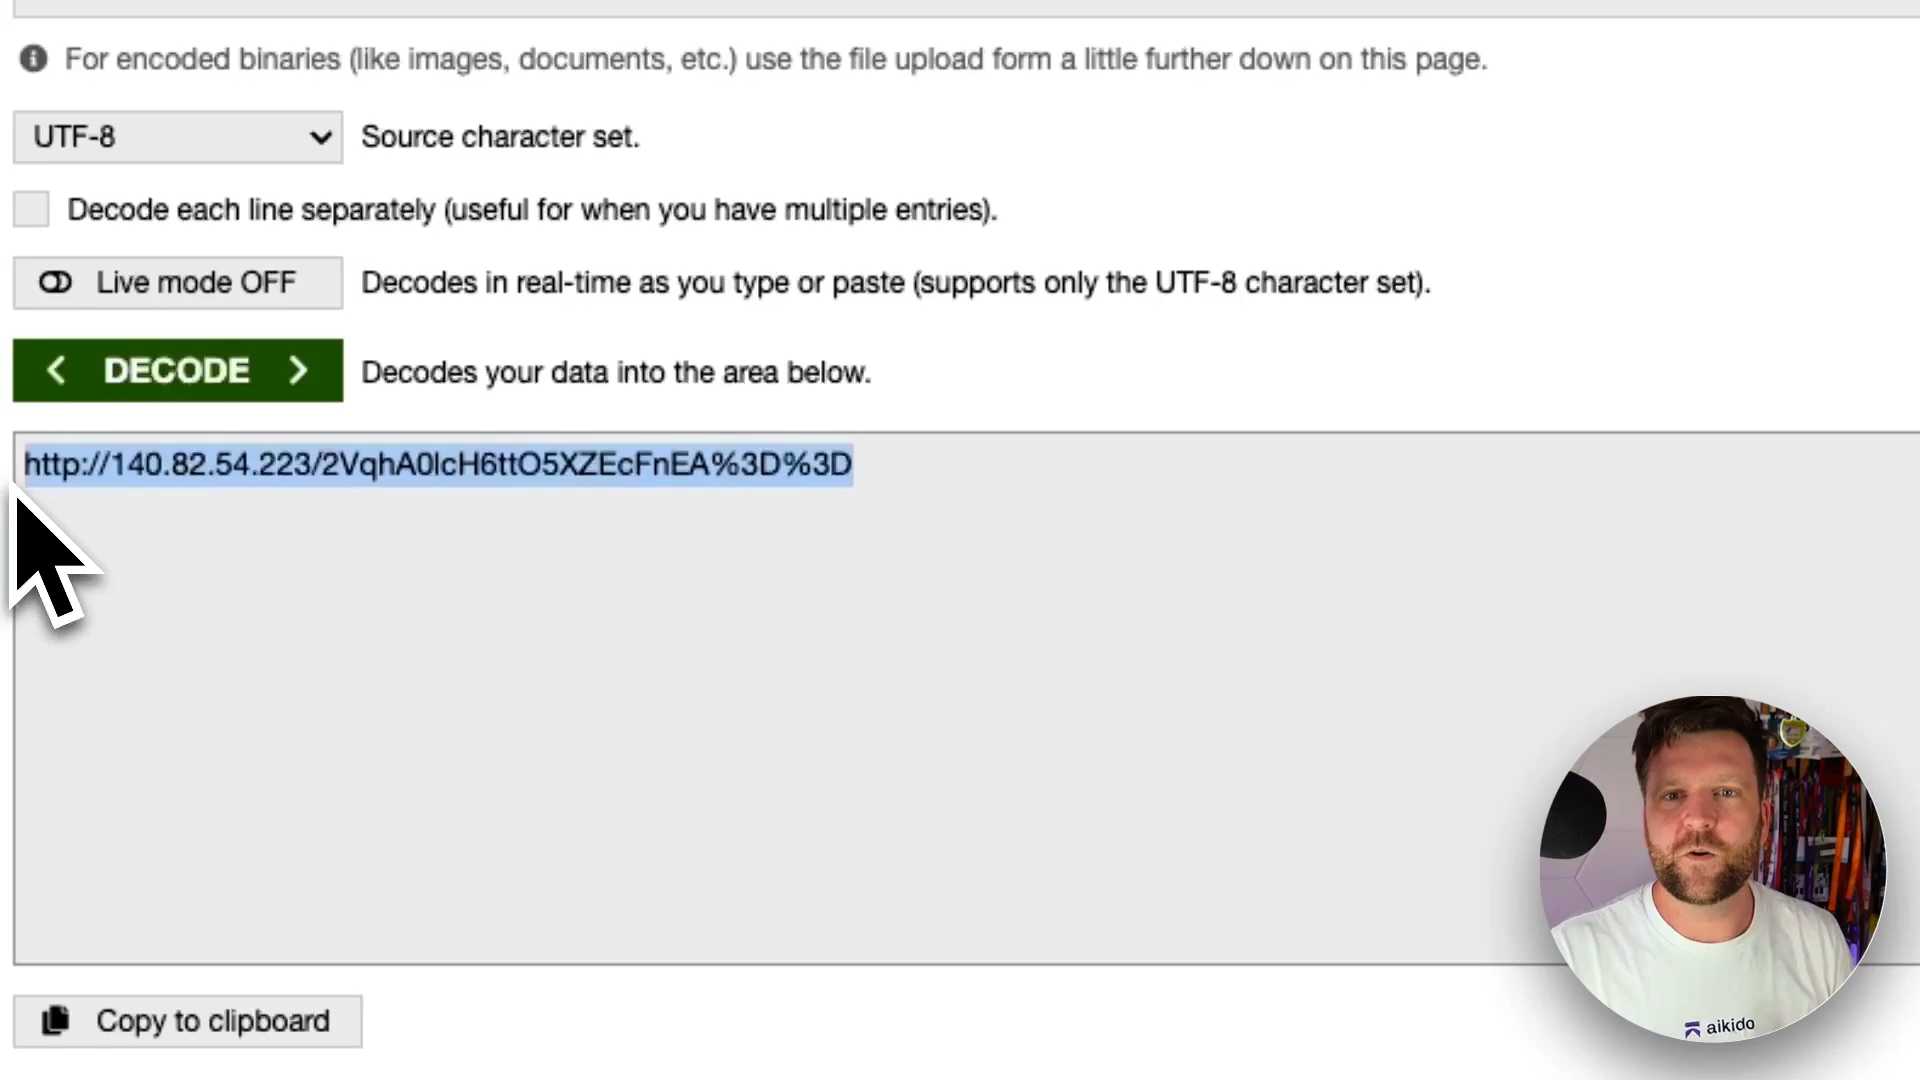 For encoded binaries (like images, documents, etc.) use the file upload form a little further down on this page.
UTF-8 Source character set.
Decode each line separately (useful for when you have multiple entries).
Live mode OFF Decodes in real-time as you type or paste (supports only the UTF-8 character set).
< DECODE > Decodes your data into the area below.
http://140.82.54.223/2VqhA0lcH6ttO5XZEcFnEA%3D%3D
Copy to clipboard
aikido